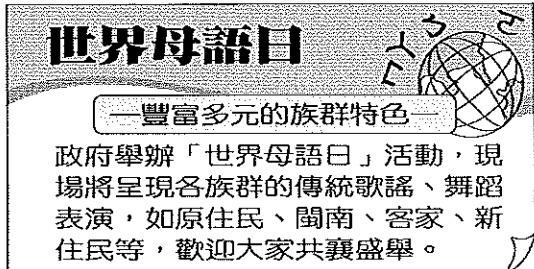 世界母語日
ㄇㄚㄋㄜ
—豐富多元的族群特色—
政府舉辦「世界母語日」活動，現
場將呈現各族群的傳統歌謠、舞蹈
表演，如原住民、閩南、客家、新
住民等，歡迎大家共襄盛舉。